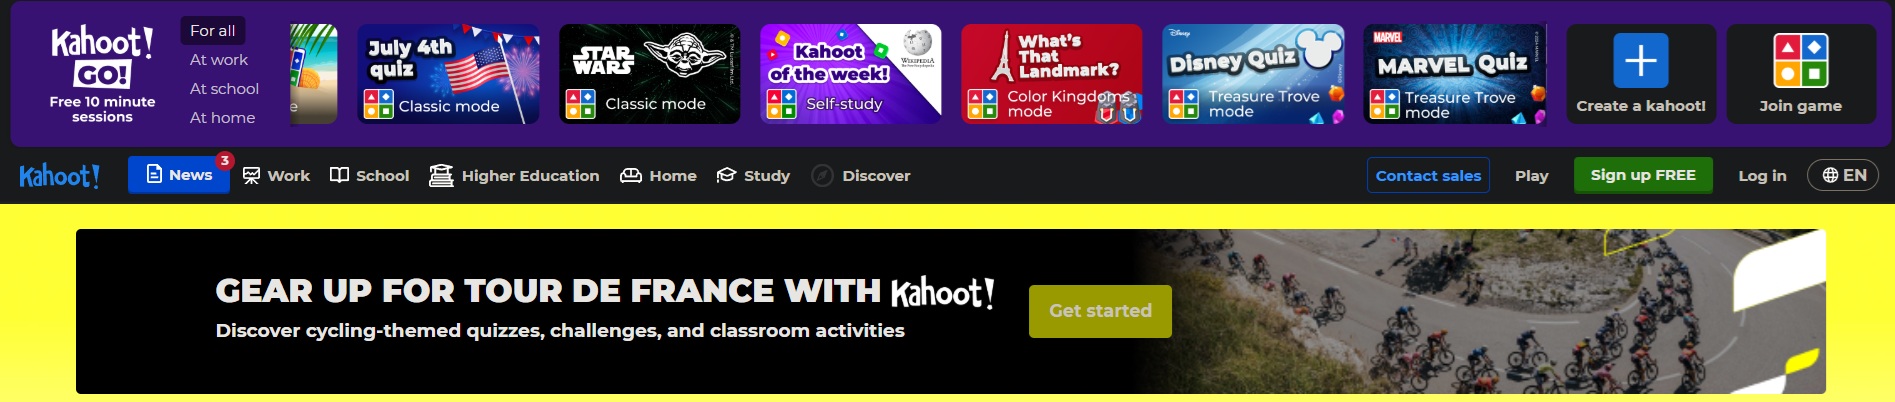 Kahoot!
GO!
Free 10 minute
sessions
For all
At work
At school
At home
e
July 4th
quiz
Classic mode
STAR
WARS
Classic mode
Kahoot
of the week!
WIKIPEDIA
Self-study
What's
That
Landmark?
Color Kingdoms
mode
Disney
Disney Quiz
Treasure Trove
mode
MARVEL
MARVEL Quiz
Treasure Trove
mode
Create a kahoot!
Join game
Kahoot!
News
3
Work
School
Higher Education
Home
Study
Discover
Contact sales
Play
Sign up FREE
Log in
EN
GEAR UP FOR TOUR DE FRANCE WITH Kahoot!
Discover cycling-themed quizzes, challenges, and classroom activities
Get started